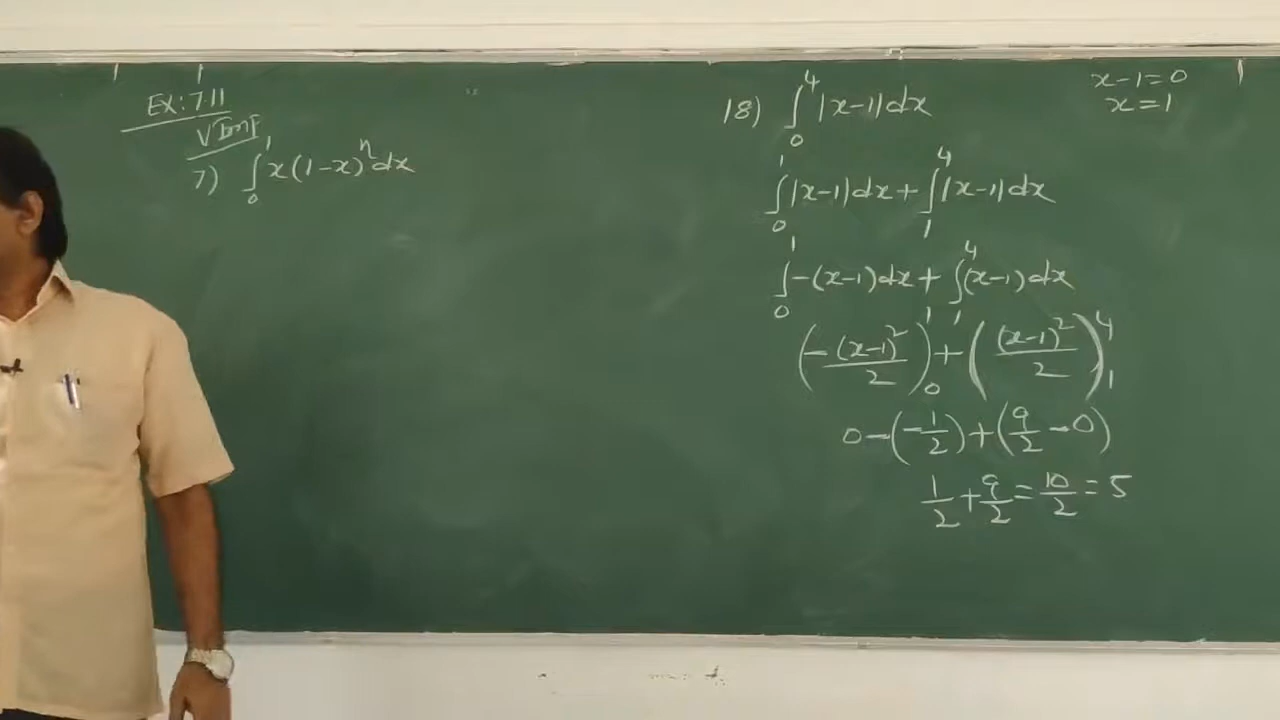 Ex: 7.11
V Imp
7) ∫₀¹ x(1-x)ⁿ dx
18) ∫₀⁴ |x-1| dx
x-1=0
x=1
∫₀¹ |x-1| dx + ∫₁⁴ |x-1| dx
∫₀¹ -(x-1) dx + ∫₁⁴ (x-1) dx
(-(x-1)²/2)₀¹ + ((x-1)²/2)₁⁴
0-(-1/2)+(9/2-0)
1/2+9/2=10/2=5